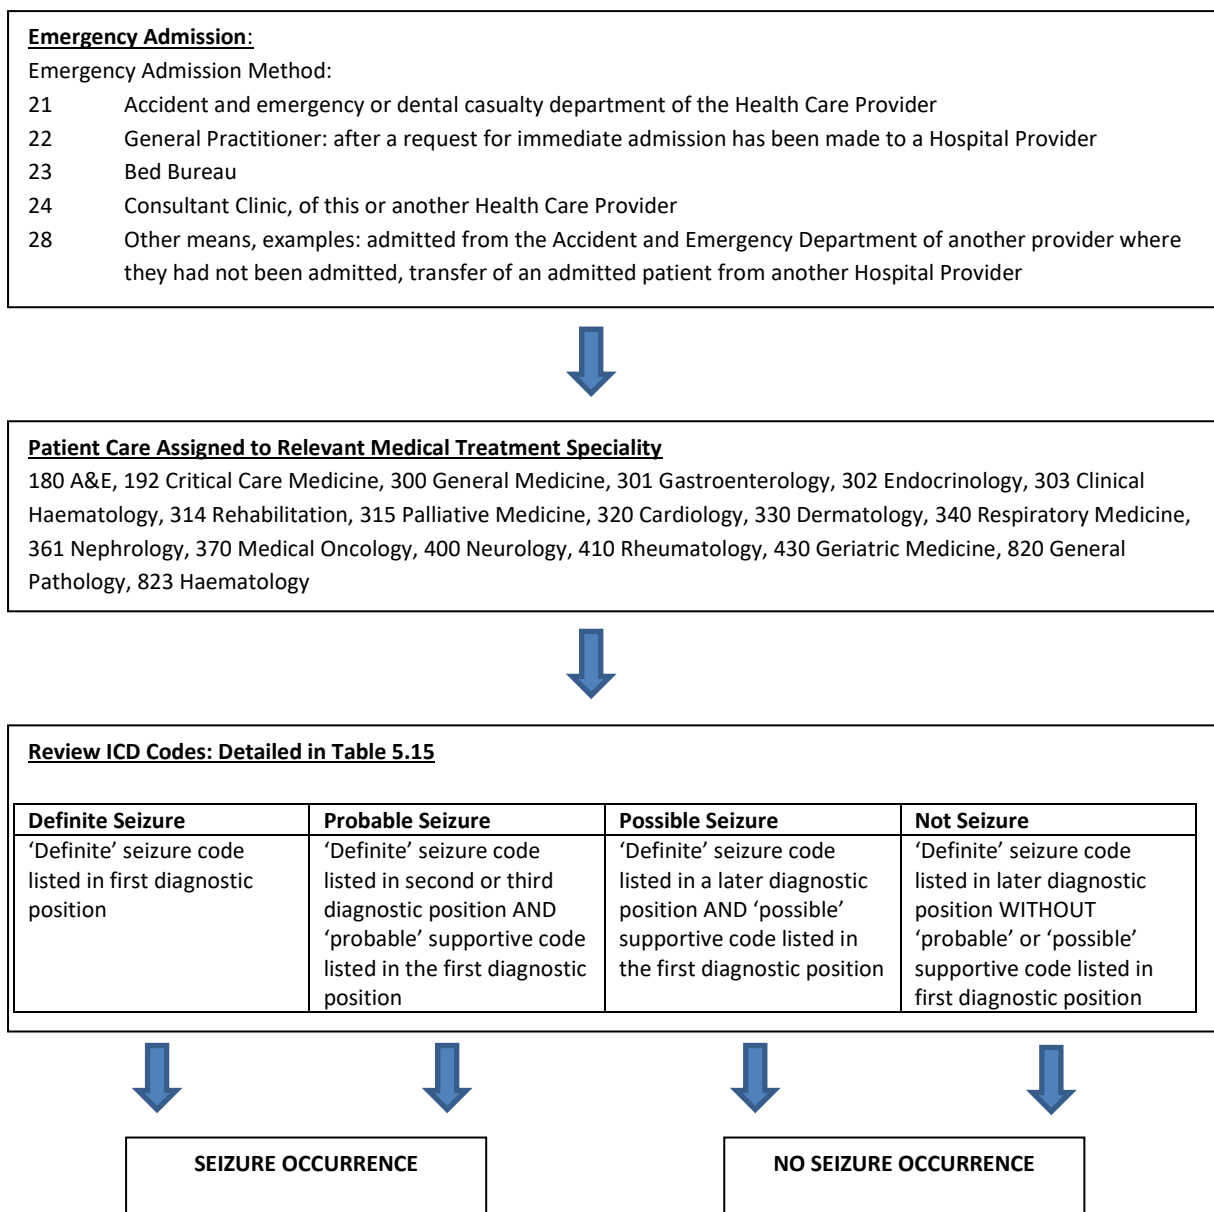 Emergency Admission:
Emergency Admission Method:
21 Accident and emergency or dental casualty department of the Health Care Provider
22 General Practitioner: after a request for immediate admission has been made to a Hospital Provider
23 Bed Bureau
24 Consultant Clinic, of this or another Health Care Provider
28 Other means, examples: admitted from the Accident and Emergency Department of another provider where
they had not been admitted, transfer of an admitted patient from another Hospital Provider
Patient Care Assigned to Relevant Medical Treatment Speciality
180 A&E, 192 Critical Care Medicine, 300 General Medicine, 301 Gastroenterology, 302 Endocrinology, 303 Clinical
Haematology, 314 Rehabilitation, 315 Palliative Medicine, 320 Cardiology, 330 Dermatology, 340 Respiratory Medicine,
361 Nephrology, 370 Medical Oncology, 400 Neurology, 410 Rheumatology, 430 Geriatric Medicine, 820 General
Pathology, 823 Haematology
Review ICD Codes: Detailed in Table 5.15
Definite Seizure
‘Definite’ seizure code
listed in first diagnostic
position
Probable Seizure
‘Definite’ seizure code
listed in second or third
diagnostic position AND
‘probable’ supportive code
listed in the first diagnostic
position
Possible Seizure
‘Definite’ seizure code
listed in a later diagnostic
position AND ‘possible’
supportive code listed in
the first diagnostic position
Not Seizure
‘Definite’ seizure code
listed in later diagnostic
position WITHOUT
‘probable’ or ‘possible’
supportive code listed in
first diagnostic position
SEIZURE OCCURRENCE
NO SEIZURE OCCURRENCE